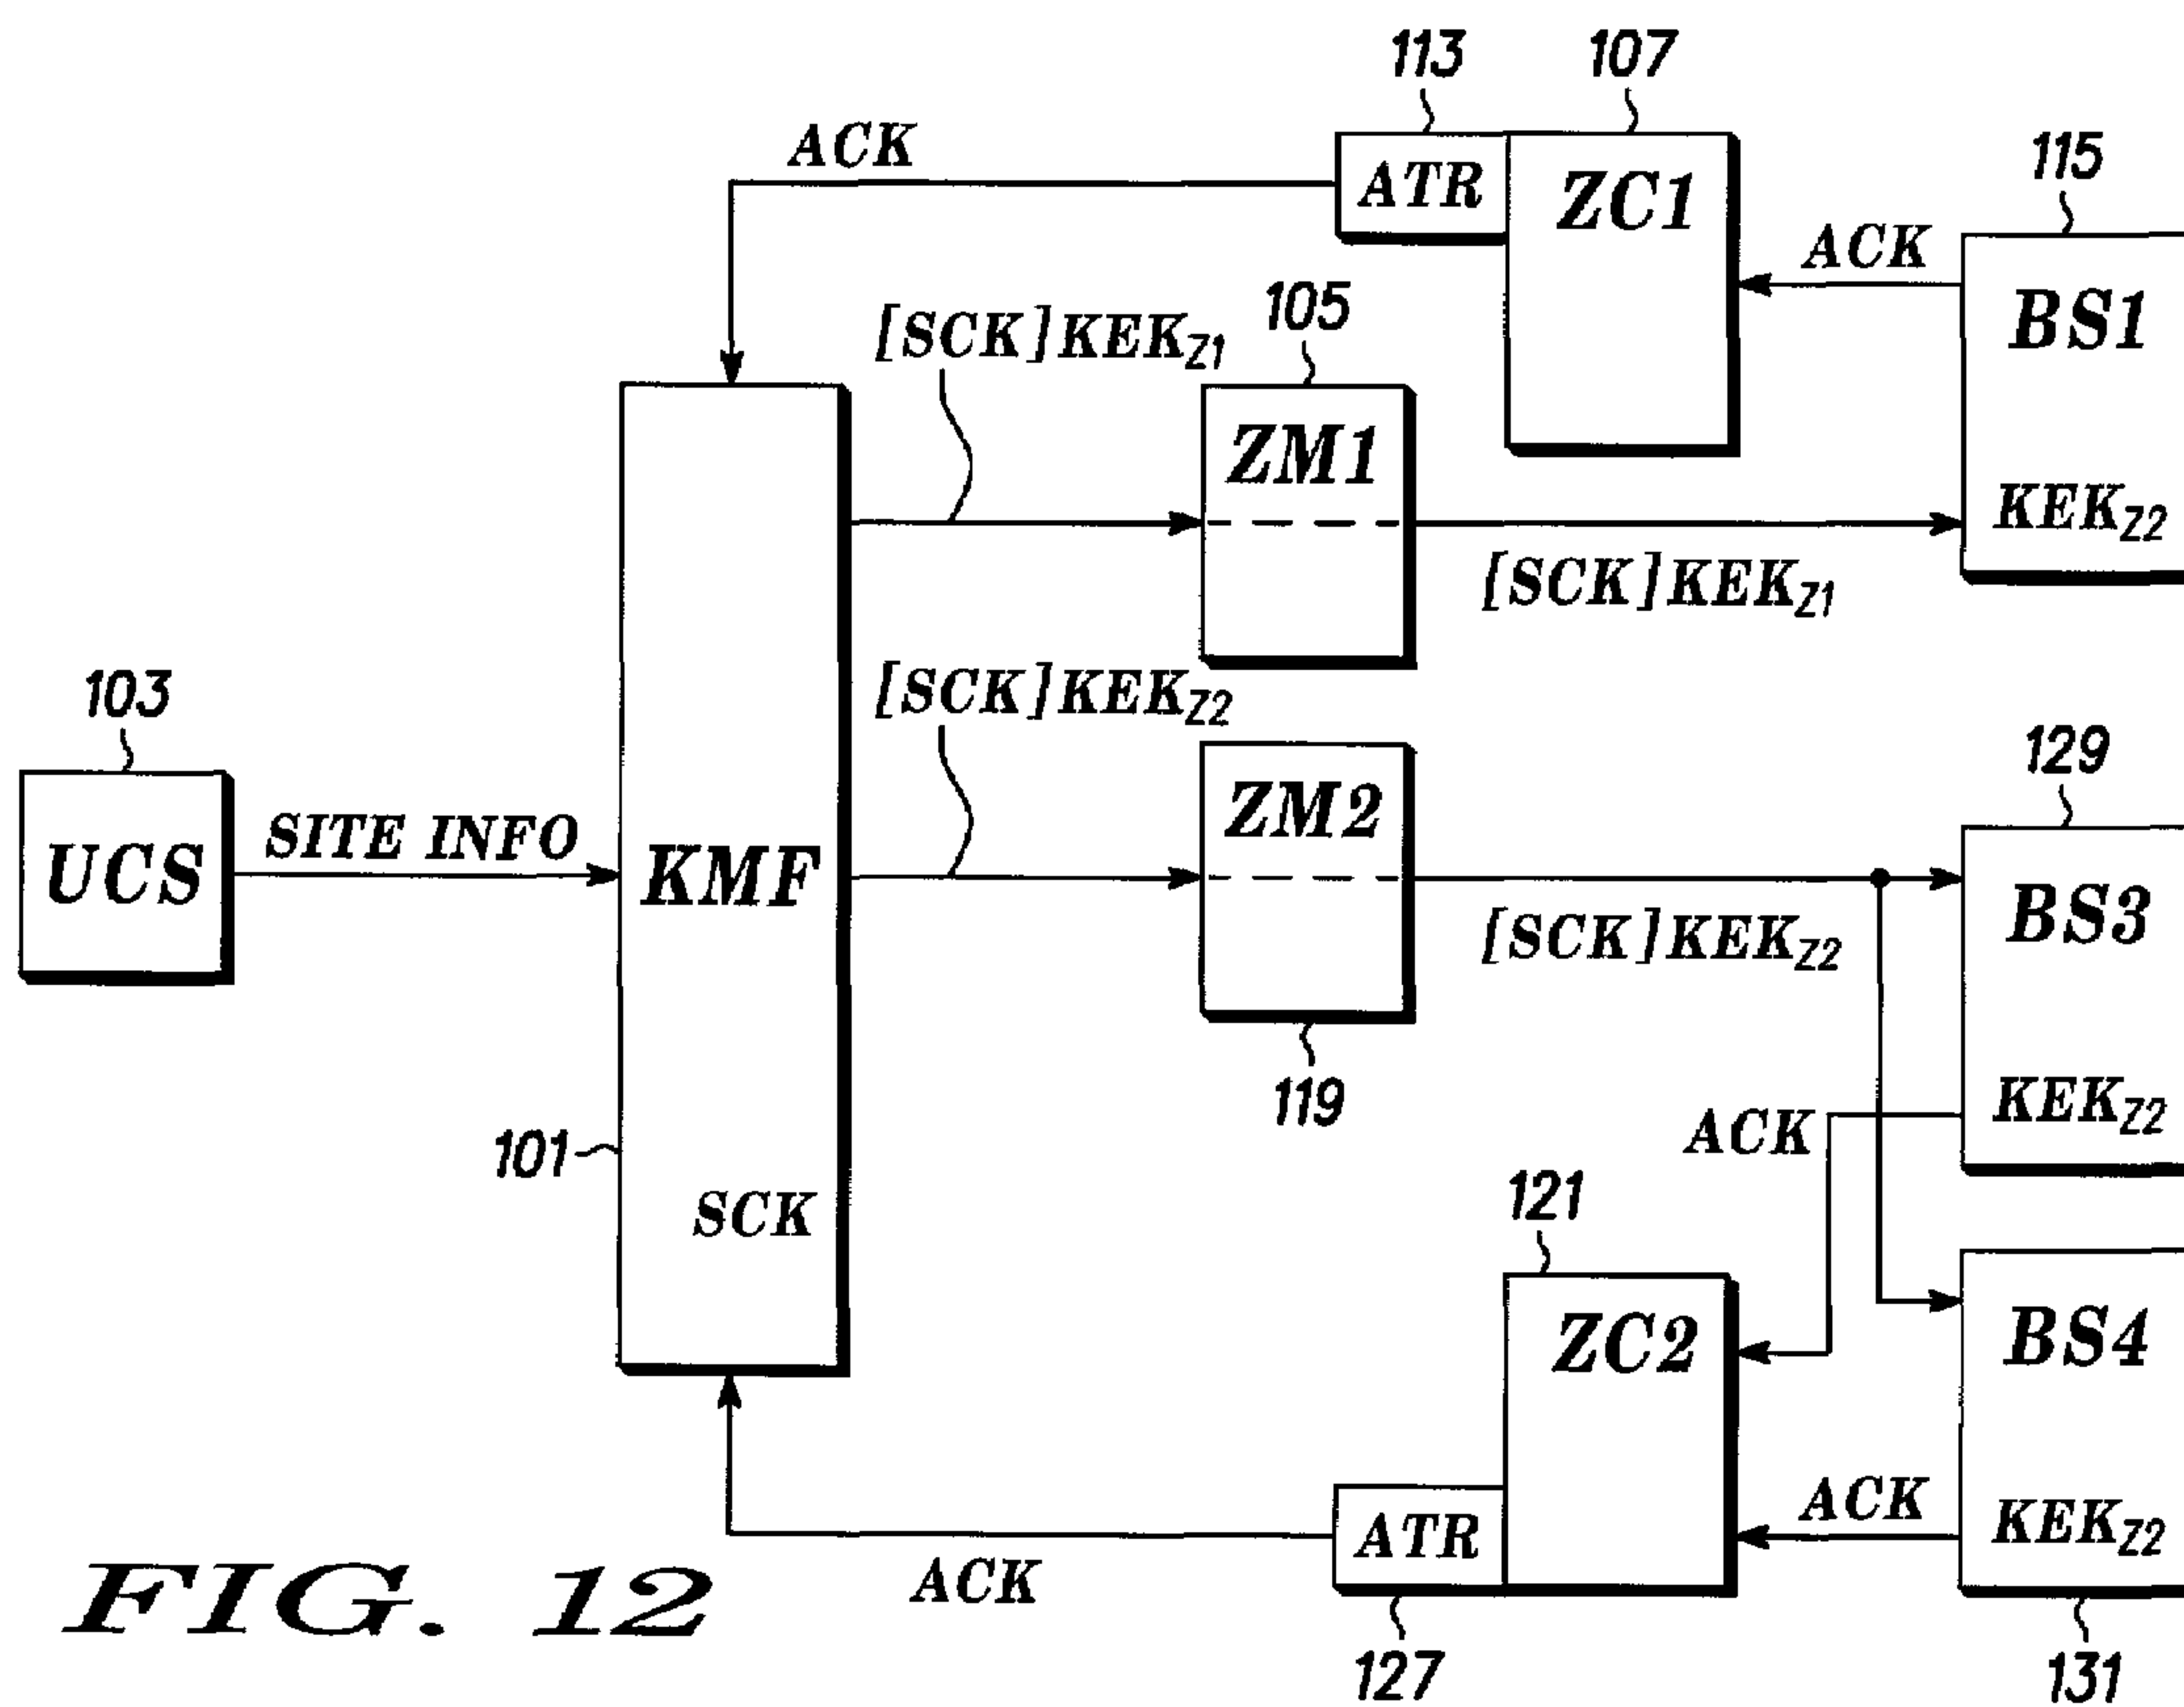 113
107
ACK
ATR
ZC1
115
ACK
BS1
KEKZ2
[SCK]KEKZ1
105
ZM1
[SCK]KEKZ1
[SCK]KEKZ2
103
UCS
SITE INFO
KMF
SCK
101
ZM2
119
[SCK]KEKZ2
129
BS3
KEKZ2
ACK
121
ZC2
BS4
KEKZ2
ACK
ATR
127
ACK
131
FIG. 12